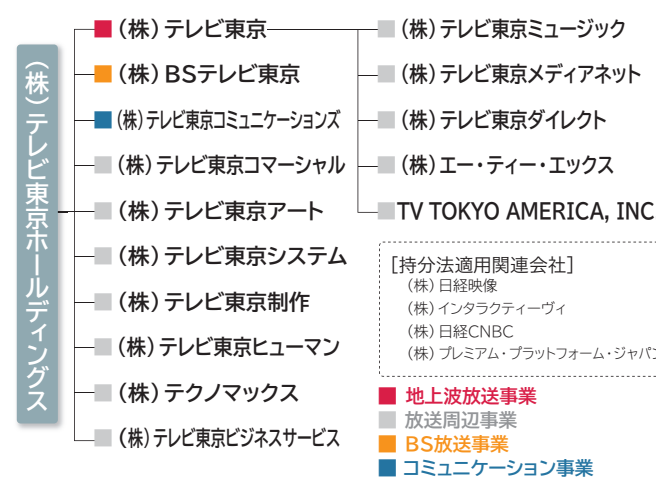 (株)テレビ東京ホールディングス
(株)テレビ東京
(株)BSテレビ東京
(株)テレビ東京コミュニケーションズ
(株)テレビ東京コマーシャル
(株)テレビ東京アート
(株)テレビ東京システム
(株)テレビ東京制作
(株)テレビ東京ヒューマン
(株)テクノマックス
(株)テレビ東京ビジネスサービス
(株)テレビ東京ミュージック
(株)テレビ東京メディアネット
(株)テレビ東京ダイレクト
(株)エー・ティー・エックス
TV TOKYO AMERICA, INC
[持分法適用関連会社]
(株)日経映像
(株)インタラクティーヴィ
(株)日経CNBC
(株)プレミアム・プラットフォーム・ジャパン
地上波放送事業
放送周辺事業
BS放送事業
コミュニケーション事業